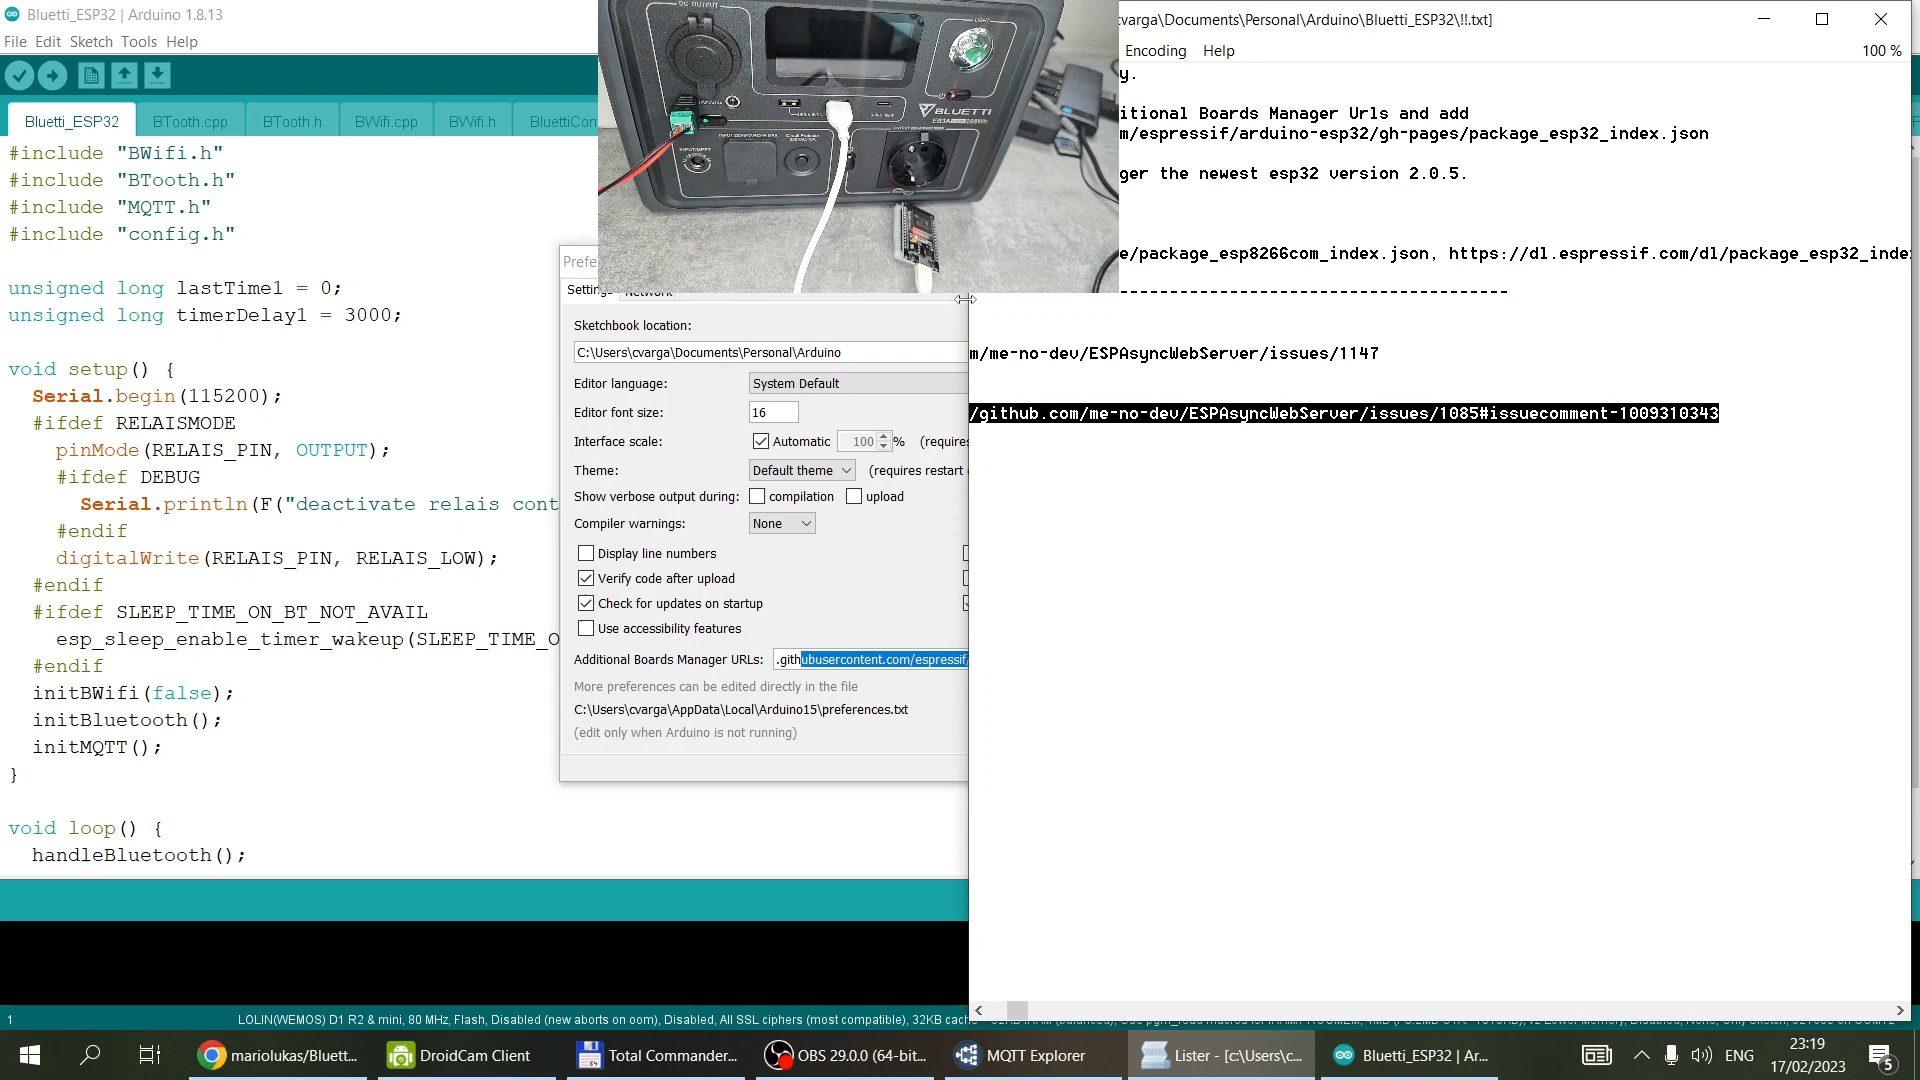 Bluetti_ESP32 | Arduino 1.8.13
File Edit Sketch Tools Help
Bluetti_ESP32 BTooth.cpp BTooth.h BWifi.cpp BWifi.h
#include "BWifi.h"
#include "BTooth.h"
#include "MQTT.h"
#include "config.h"
unsigned long lastTime1 = 0;
unsigned long timerDelay1 = 3000;
void setup() {
Serial.begin(115200);
#ifdef RELAISMODE
pinMode(RELAIS_PIN, OUTPUT);
#ifdef DEBUG
Serial.println(F("deactivate relais cont
#endif
digitalWrite(RELAIS_PIN, RELAIS_LOW);
#endif
#ifdef SLEEP_TIME_ON_BT_NOT_AVAIL
esp_sleep_enable_timer_wakeup(SLEEP_TIME_O
#endif
initBWifi(false);
initBluetooth();
initMQTT();
}
void loop() {
handleBluetooth();
DC OUTPUT
LIGHT
BLUETTI
EB3A
Sketchbook location:
C:\Users\cvarga\Documents\Personal\Arduino
Editor language: System Default
Editor font size: 16
Interface scale: Automatic 100 %
Theme: Default theme (requires restart
Show verbose output during: compilation upload
Compiler warnings: None
Display line numbers
Verify code after upload
Check for updates on startup
Use accessibility features
Additional Boards Manager URLs: .githubusercontent.com/espressif/
More preferences can be edited directly in the file
C:\Users\cvarga\AppData\Local\Arduino15\preferences.txt
(edit only when Arduino is not running)
varga\Documents\Personal\Arduino\Bluetti_ESP32\!!.txt]
Encoding Help 100 %
y.
itional Boards Manager Urls and add
m/espressif/arduino-esp32/gh-pages/package_esp32_index.json
ger the newest esp32 version 2.0.5.
e/package_esp8266com_index.json, https://dl.espressif.com/dl/package_esp32_inde
---------------------------------------
m/me-no-dev/ESPAsyncWebServer/issues/1147
/github.com/me-no-dev/ESPAsyncWebServer/issues/1085#issuecomment-1009310343
1 LOLIN(WEMOS) D1 R2 & mini, 80 MHz, Flash, Disabled (new aborts on oom), Disabled, All SSL ciphers (most compatible), 32KB
mariolukas/Bluett... DroidCam Client Total Commander... OBS 29.0.0 (64-bit... MQTT Explorer Lister - [c:\Users\c... Bluetti_ESP32 | Ar... ENG 23:19
17/02/2023
5